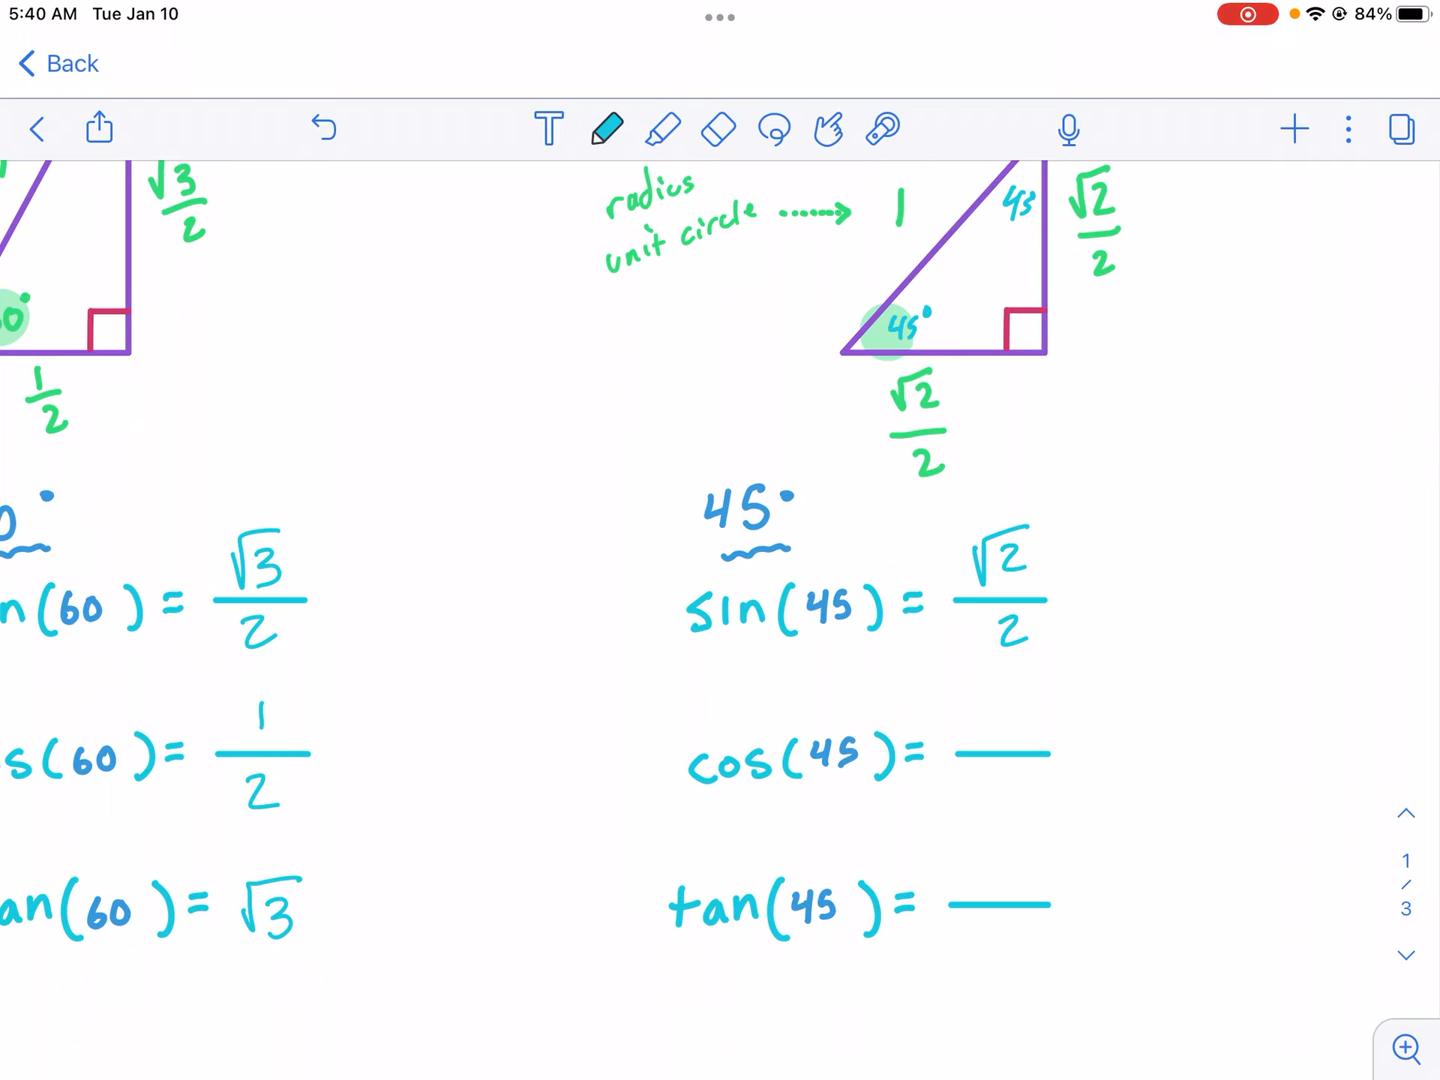 5:40 AM Tue Jan 10
84%
Back
√3/2
radius
unit circle
1
45°
√2/2
45°
1/2
√2/2
45°
n(60) = √3/2
sin(45) = √2/2
s(60) = 1/2
cos(45) =
an(60) = √3
tan(45) =
1
/
3